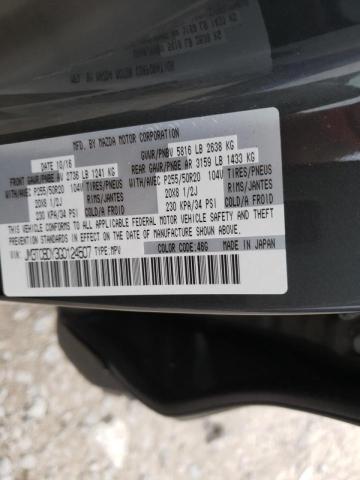 MFD. BY MAZDA MOTOR CORPORATION
DATE 10/16 GVWR/PNBV 5816 LB 2638 KG
FRONT GAWR/PNBE AV 2736 LB 1241 KG REAR GAWR/PNBE AR 3159 LB 1433 KG
WITH/AVEC P255/50R20 104V TIRES/PNEUS WITH/AVEC P255/50R20 104V TIRES/PNEUS
20X8 1/2J RIMS/JANTES 20X8 1/2J RIMS/JANTES
230 KPA/34 PSI COLD/A FROID 230 KPA/34 PSI COLD/A FROID
THIS VEHICLE CONFORMS TO ALL APPLICABLE FEDERAL MOTOR VEHICLE SAFETY
STANDARDS IN EFFECT ON THE DATE OF MANUFACTURE SHOWN ABOVE.
VIN: TYPE:MPV COLOR CODE:46G MADE IN JAPAN